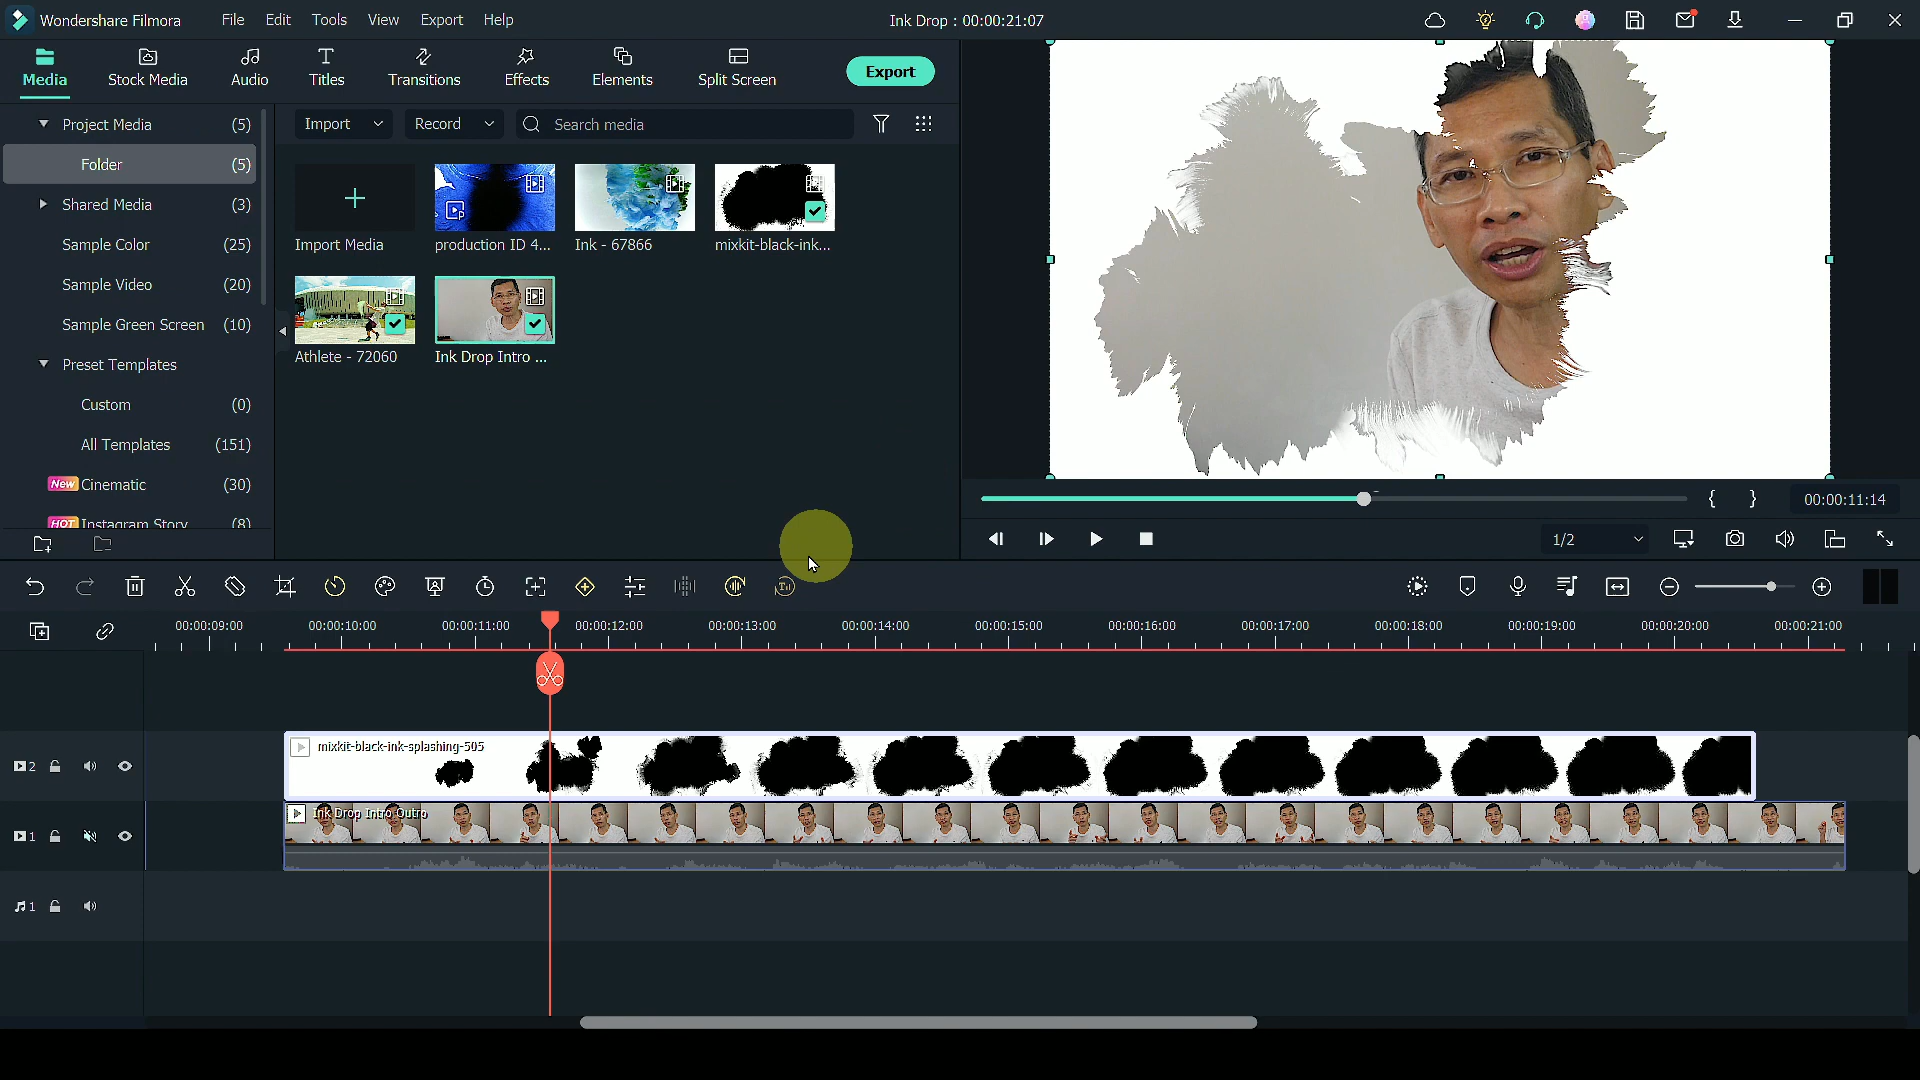 Wondershare Filmora File Edit Tools View Export Help Ink Drop : 00:00:21:07
Media Stock Media Audio Titles Transitions Effects Elements Split Screen Export
Project Media (5)
Folder (5)
Shared Media (3)
Sample Color (25)
Sample Video (20)
Sample Green Screen (10)
Preset Templates
Custom (0)
All Templates (151)
New Cinematic (30)
HOT Instagram Story (8)
Import Record Search media
Import Media production ID 4... Ink - 67866 mixkit-black-ink...
Athlete - 72060 Ink Drop Intro ...
{ } 00:00:11:14
1/2
00:00:09:00 00:00:10:00 00:00:11:00 00:00:12:00 00:00:13:00 00:00:14:00 00:00:15:00 00:00:16:00 00:00:17:00 00:00:18:00 00:00:19:00 00:00:20:00 00:00:21:00
2 mixkit-black-ink-splashing-505
1 Ink Drop Intro Outro
1